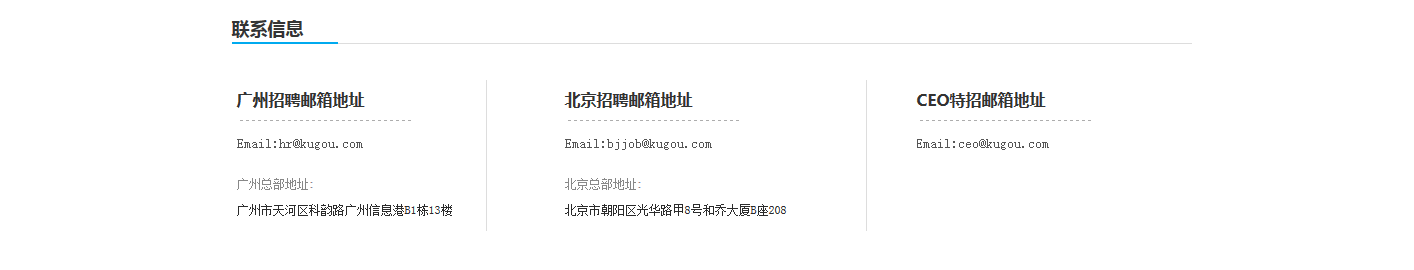 联系信息
广州招聘邮箱地址
Email:hr@kugou.com
广州总部地址:
广州市天河区科韵路广州信息港B1栋13楼
北京招聘邮箱地址
Email:bjjob@kugou.com
北京总部地址:
北京市朝阳区光华路甲8号和乔大厦B座208
CEO特招邮箱地址
Email:ceo@kugou.com